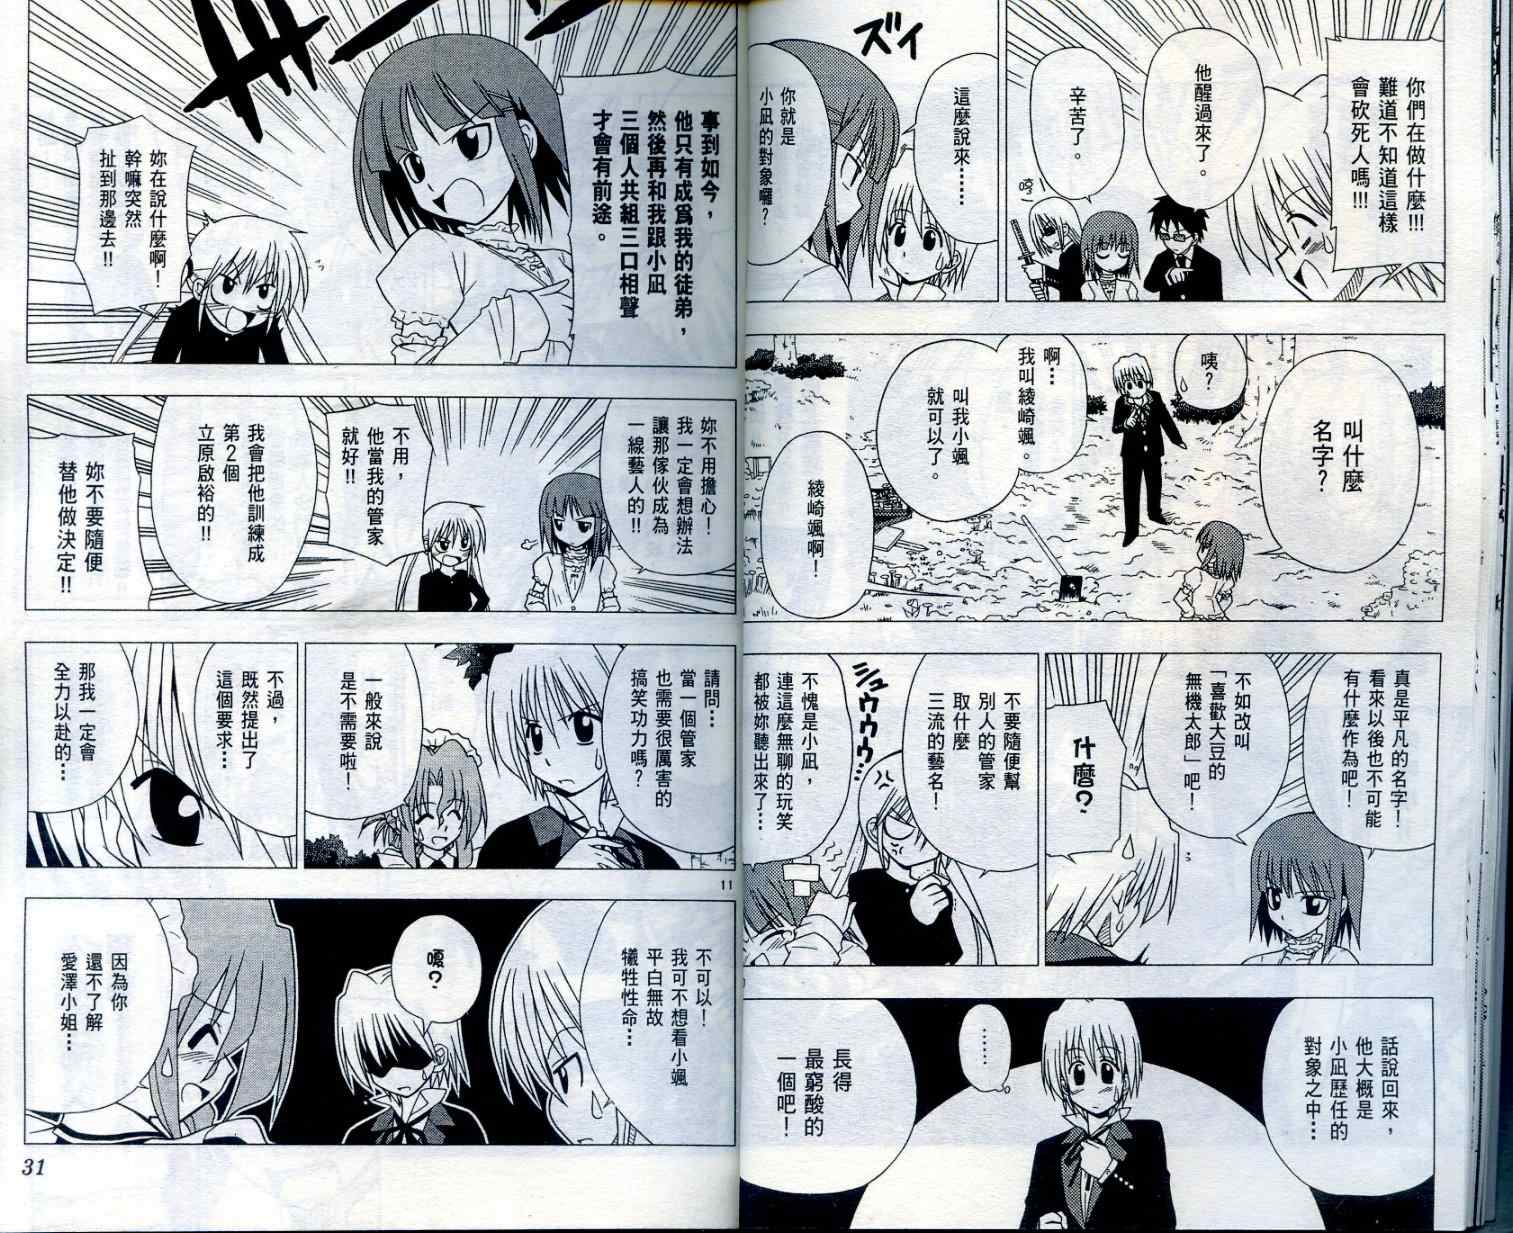 你們在做什麼!!!
難道不知道這樣
會砍死人嗎!!!
他醒過來了。
辛苦了。
ズイ
這麼說來……
你就是
小凪的對象囉？
叫什麼
名字？
咦？
啊…
我叫綾崎颯。
叫我小颯
就可以了。
綾崎颯啊！
真是平凡的名字！
看來以後也不可能
有什麼作為吧！
不如改叫
「喜歡大豆的
無機太郎」吧！
什麼？
不要隨便幫
別人的管家
取什麼
三流的藝名！
シュウウウ…
不愧是小凪，
連這麼無聊的玩笑
都被妳聽出來了…
話說回來，
他大概是
小凪歷任的
對象之中…
……
長得
最窮酸的
一個吧！
事到如今，
他只有成爲我的徒弟，
然後再和我跟小凪
三個人共組三口相聲
才會有前途。
妳在說什麼啊！
幹嘛突然
扯到那邊去!!
妳不用擔心！
我一定會想辦法
讓那傢伙成為
一線藝人的!!
不用，
他當我的管家
就好!!
我會把他訓練成
第2個
立原啟裕的!!
妳不要隨便
替他做決定!!
請問…
當一個管家
也需要很厲害的
搞笑功力嗎？
一般來說
是不需要啦！
不過，
既然提出了
這個要求…
那我一定會
全力以赴的…
11
不可以！
我可不想看小颯
平白無故
犧牲性命…
嗄？
因為你
還不了解
愛澤小姐…
31